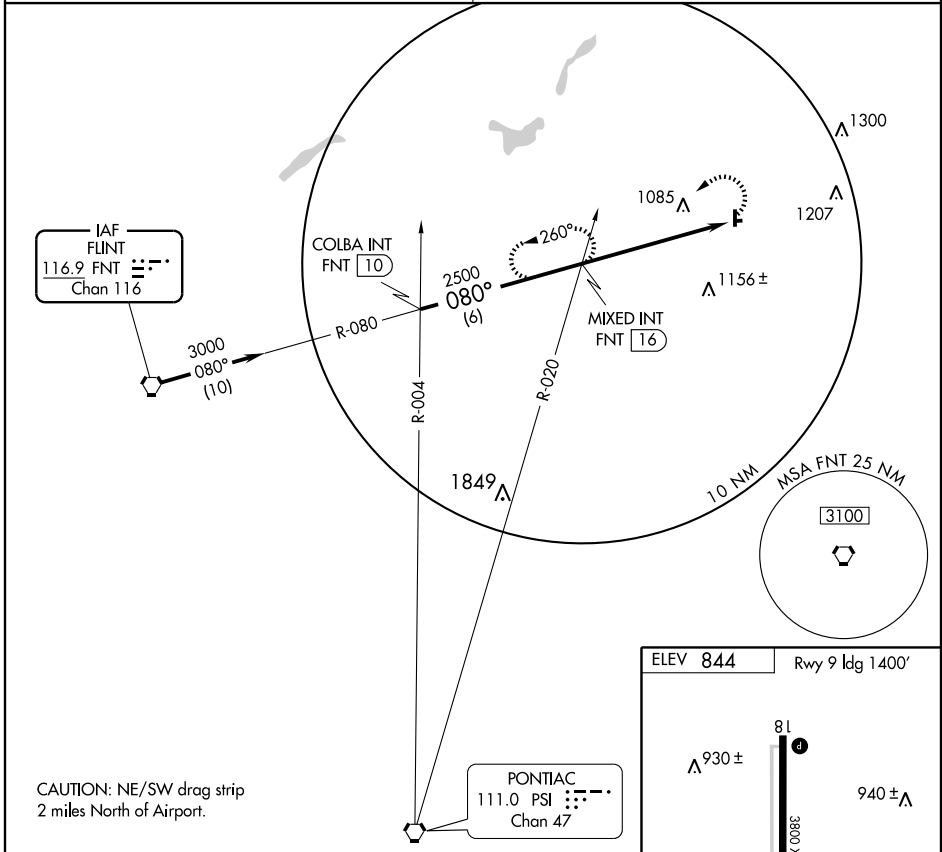 1300
1085
1207
IAF
FLINT
116.9 FNT
Chan 116
COLBA INT
FNT 10
260°
2500
080°
(6)
1156 ±
MIXED INT
FNT 16
R-080
3000
080°
(10)
R-004
R-020
1849
10 NM
MSA FNT 25 NM
3100
ELEV 844
Rwy 9 ldg 1400'
18
P
930 ±
940 ±
3800 X
CAUTION: NE/SW drag strip
2 miles North of Airport.
PONTIAC
111.0 PSI
Chan 47